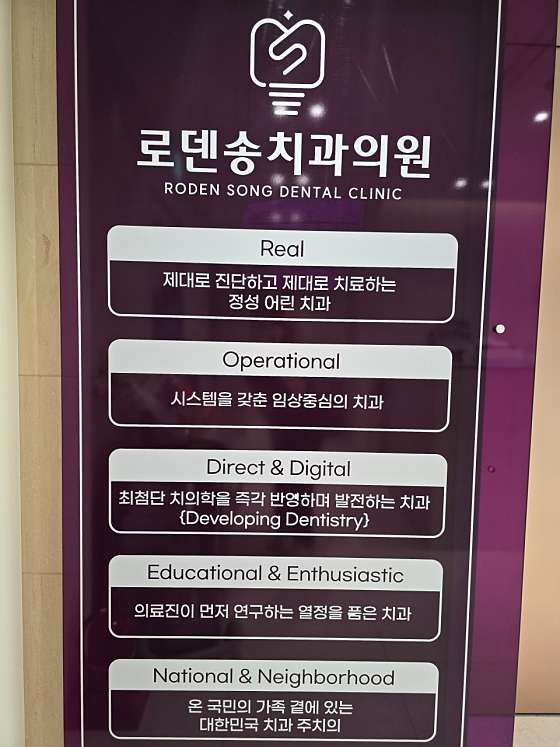 로덴송치과의원
RODEN SONG DENTAL CLINIC
Real
제대로 진단하고 제대로 치료하는
정성 어린 치과
Operational
시스템을 갖춘 임상중심의 치과
Direct & Digital
최첨단 치의학을 즉각 반영하며 발전하는 치과
{Developing Dentistry}
Educational & Enthusiastic
의료진이 먼저 연구하는 열정을 품은 치과
National & Neighborhood
온 국민의 가족 곁에 있는
대한민국 치과 주치의